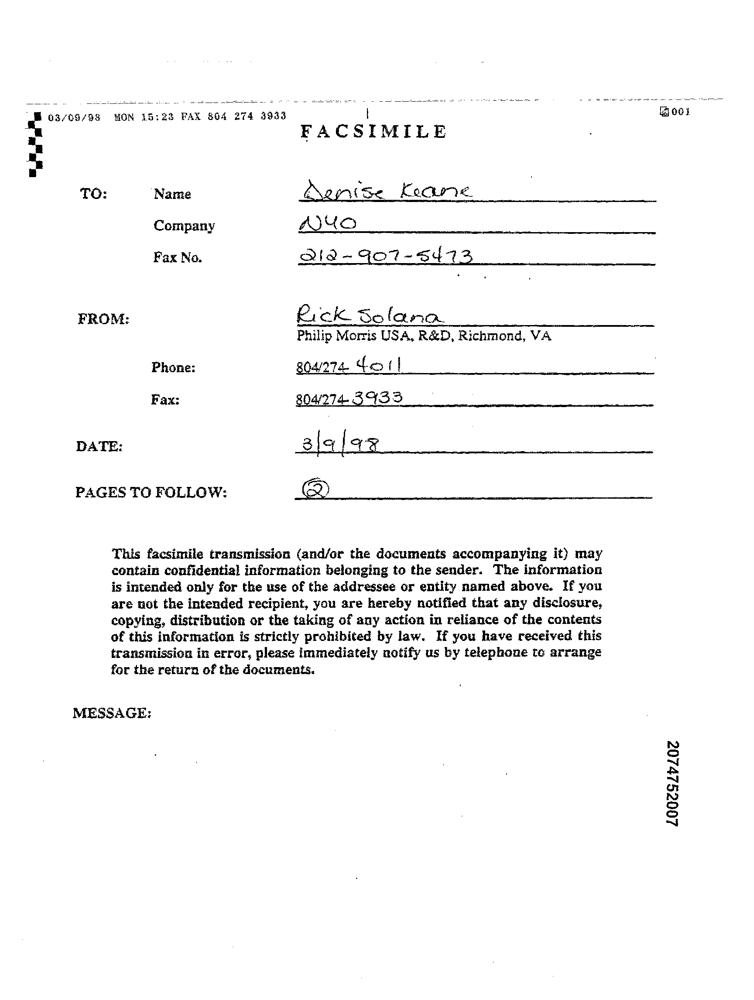 03/09/98 MON 15:23 FAX 804 274 3933
001
FACSIMILE
TO: Name Denise Keane
Company NYO
Fax No. 212-907-5473
FROM: Rick Solana
Philip Morris USA, R&D, Richmond, VA
Phone: 804/274-4011
Fax: 804/274-3933
DATE: 3/9/98
PAGES TO FOLLOW: 2
This facsimile transmission (and/or the documents accompanying it) may
contain confidential information belonging to the sender. The information
is intended only for the use of the addressee or entity named above. If you
are not the intended recipient, you are hereby notified that any disclosure,
copying, distribution or the taking of any action in reliance of the contents
of this information is strictly prohibited by law. If you have received this
transmission in error, please immediately notify us by telephone to arrange
for the return of the documents.
MESSAGE:
2074752007